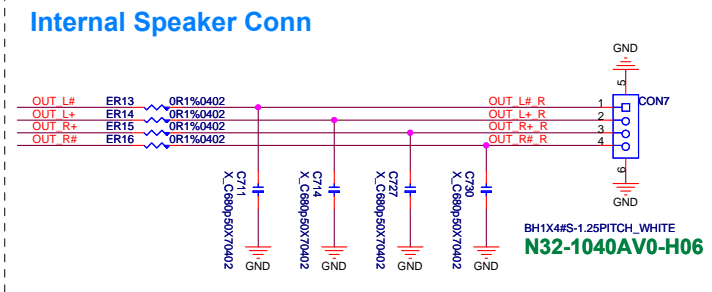 Internal Speaker Conn
GND
5
OUT_L# ER13 0R1%0402 OUT_L#_R 1 CON7
OUT_L+ ER14 0R1%0402 OUT_L+_R 2
OUT_R+ ER15 0R1%0402 OUT_R+_R 3
OUT_R# ER16 0R1%0402 OUT_R#_R 4
6
GND
C711
X_C680p50X70402
C714
X_C680p50X70402
C727
X_C680p50X70402
C730
X_C680p50X70402
GND GND GND GND
BH1X4#S-1.25PITCH_WHITE
N32-1040AV0-H06